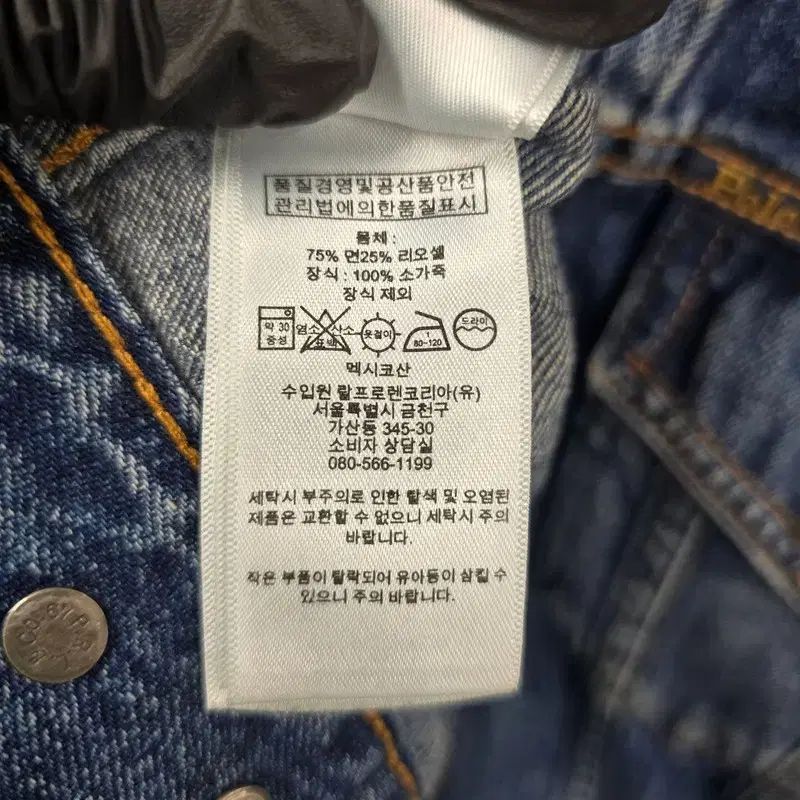 품질경영및공산품안전
관리법에의한품질표시
몸체 :
75% 면25% 리오셀
장식 : 100% 소가죽
장식 제외
약 30
중성
염소 산소
표백
옷걸이
1
80-120
드라이
멕시코산
수입원 랄프로렌코리아(유)
서울특별시 금천구
가산동 345-30
소비자 상담실
080-566-1199
세탁시 부주의로 인한 탈색 및 오염된
제품은 교환할 수 없으니 세탁시 주의
바랍니다.
작은 부품이 탈락되어 유아등이 삼킬 수
있으니 주의 바랍니다.